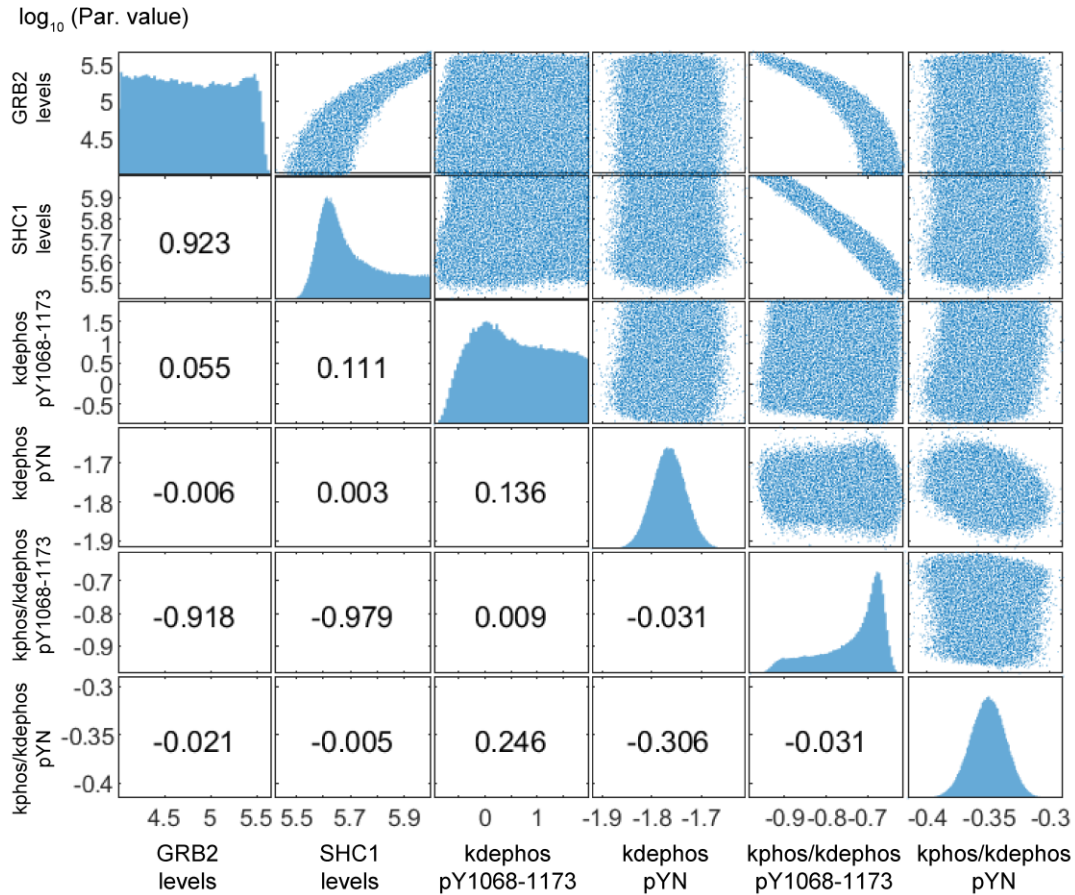 log10 (Par. value)
GRB2
levels
5.5
5
4.5
SHC1
levels
5.9
5.8
5.7
5.6
5.5
0.923
kdephos
pY1068-1173
1.5
1
0.5
0
-0.5
0.055
0.111
kdephos
pYN
-1.7
-1.8
-1.9
-0.006
0.003
0.136
kphos/kdephos
pY1068-1173
-0.7
-0.8
-0.9
-0.918
-0.979
0.009
-0.031
kphos/kdephos
pYN
-0.3
-0.35
-0.4
-0.021
-0.005
0.246
-0.306
-0.031
4.5 5 5.5 5.5 5.7 5.9 0 1 -1.9 -1.8 -1.7 -0.9 -0.8 -0.7 -0.4 -0.35 -0.3
GRB2 SHC1 kdephos kdephos kphos/kdephos kphos/kdephos
levels levels pY1068-1173 pYN pY1068-1173 pYN